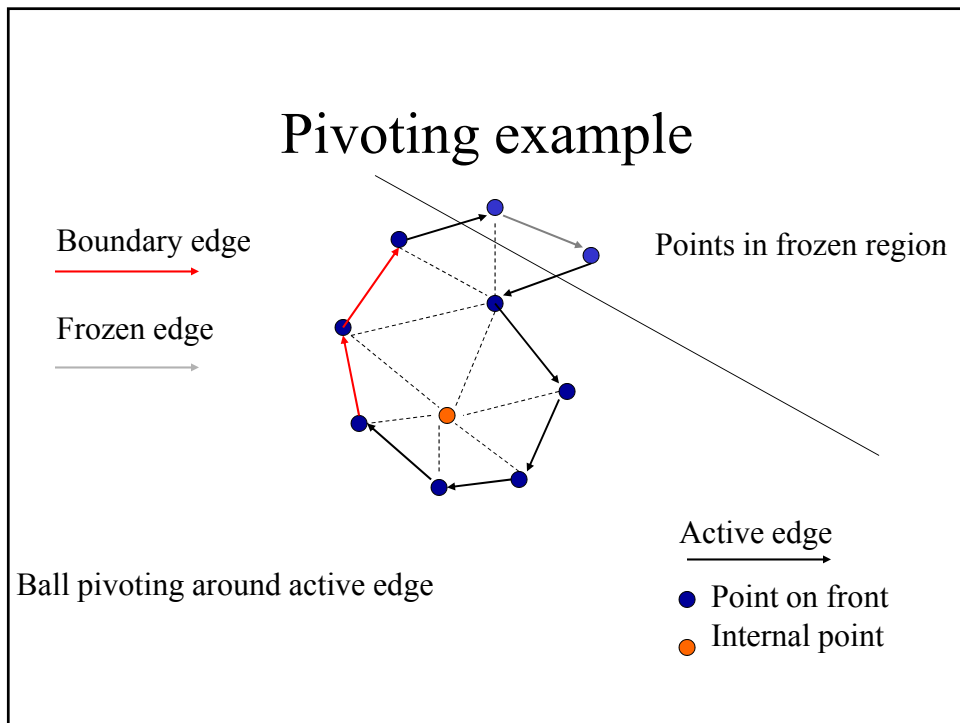 Pivoting example
Boundary edge
Points in frozen region
Frozen edge
Active edge
Ball pivoting around active edge
Point on front
Internal point